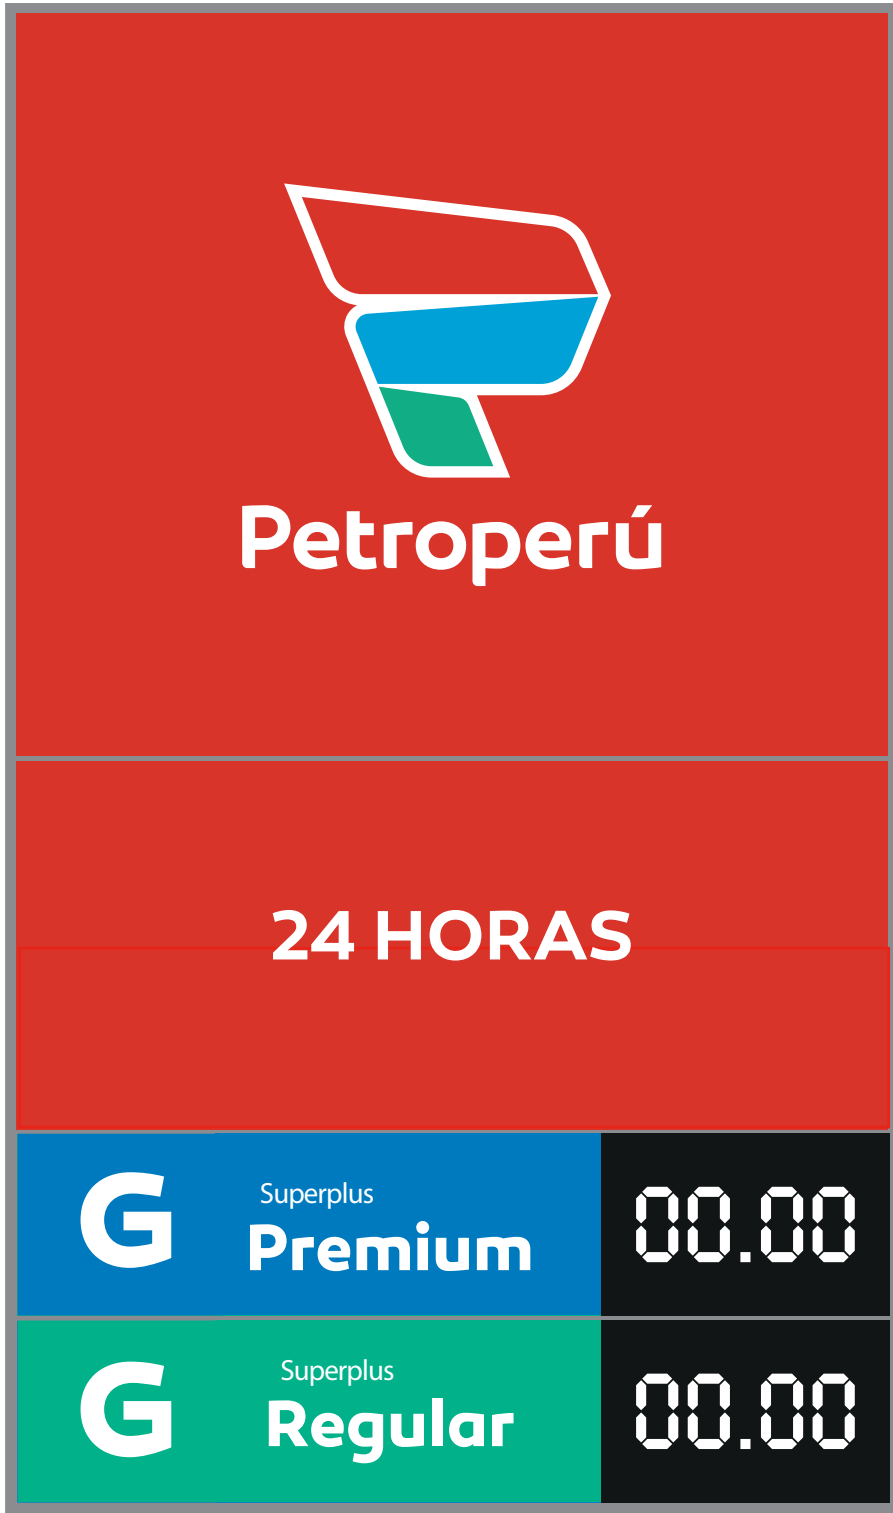 Petroperú
24 HORAS
G
Superplus
Premium
00.00
G
Superplus
Regular
00.00